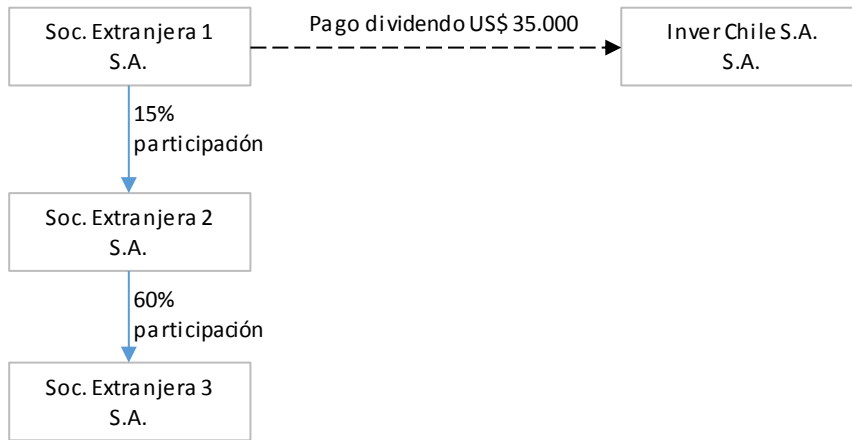 Soc. Extranjera 1
S.A.
Pago dividendo US$ 35.000
Inver Chile S.A.
S.A.
15%
participación
Soc. Extranjera 2
S.A.
60%
participación
Soc. Extranjera 3
S.A.